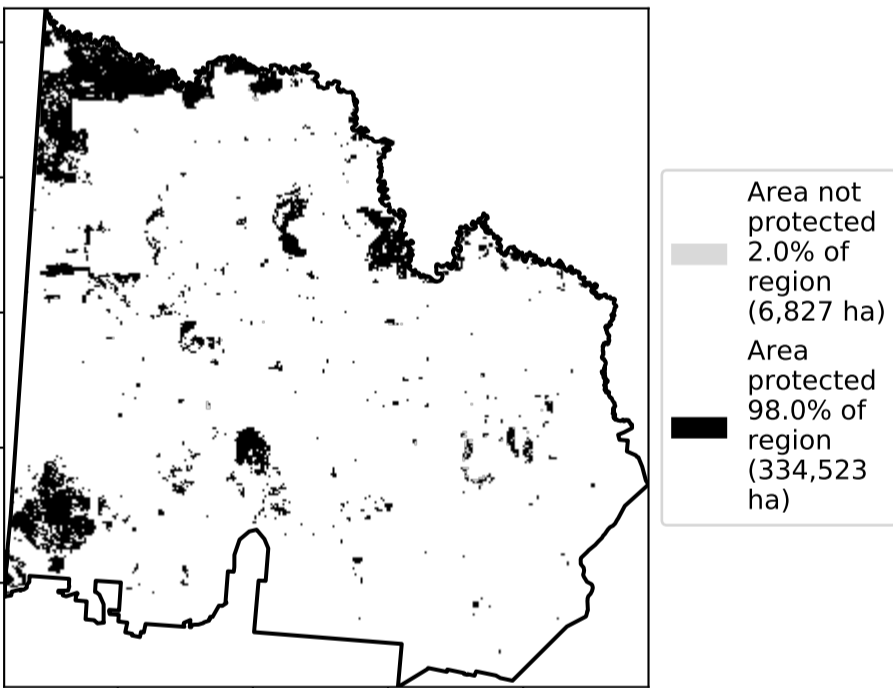 Area not
protected
2.0% of
region
(6,827 ha)
Area
protected
98.0% of
region
(334,523
ha)